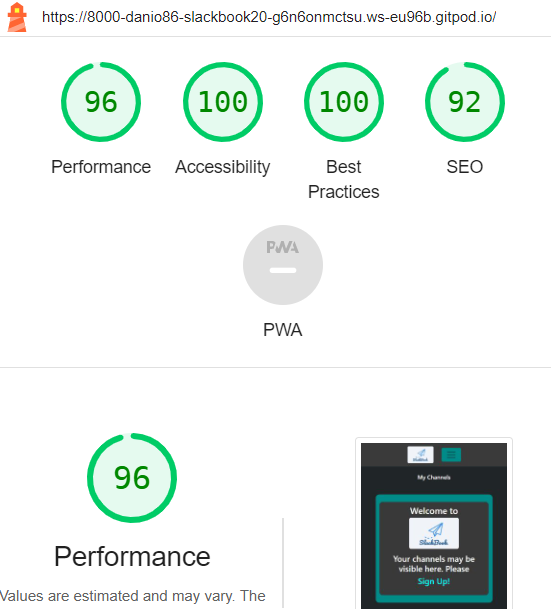 https://8000-danio86-slackbook20-g6n6onmctsu.ws-eu96b.gitpod.io/
96
100
100
92
Performance
Accessibility
Best
Practices
SEO
PWA
PWA
96
Performance
Values are estimated and may vary. The
My Channels
Welcome to
SlackBook
Your channels may be
visible here. Please
Sign Up!